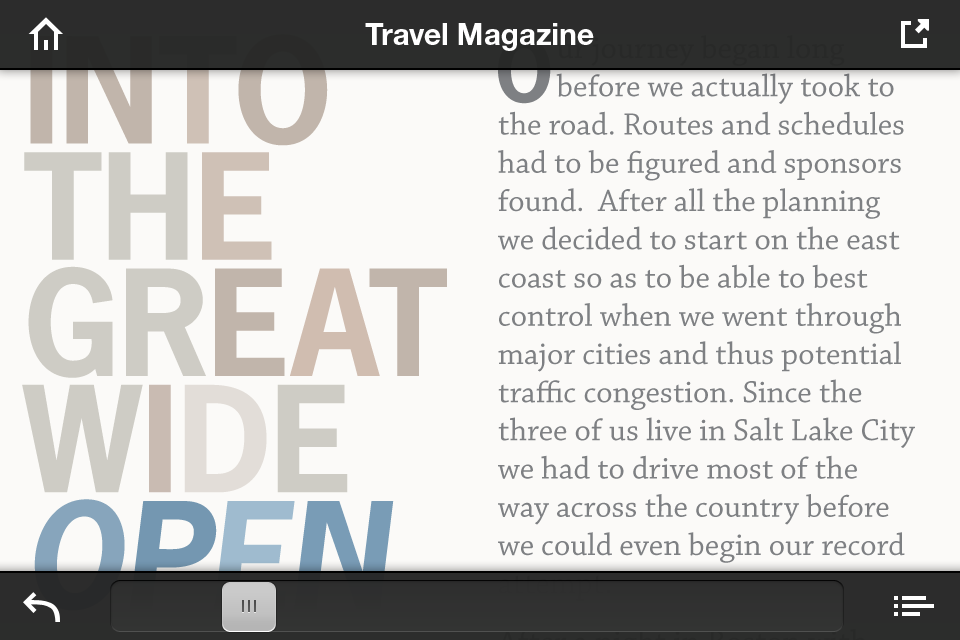 Travel Magazine
INTO
THE
GREAT
WIDE
OPEN
Our journey began long
before we actually took to
the road. Routes and schedules
had to be figured and sponsors
found.  After all the planning
we decided to start on the east
coast so as to be able to best
control when we went through
major cities and thus potential
traffic congestion. Since the
three of us live in Salt Lake City
we had to drive most of the
way across the country before
we could even begin our record